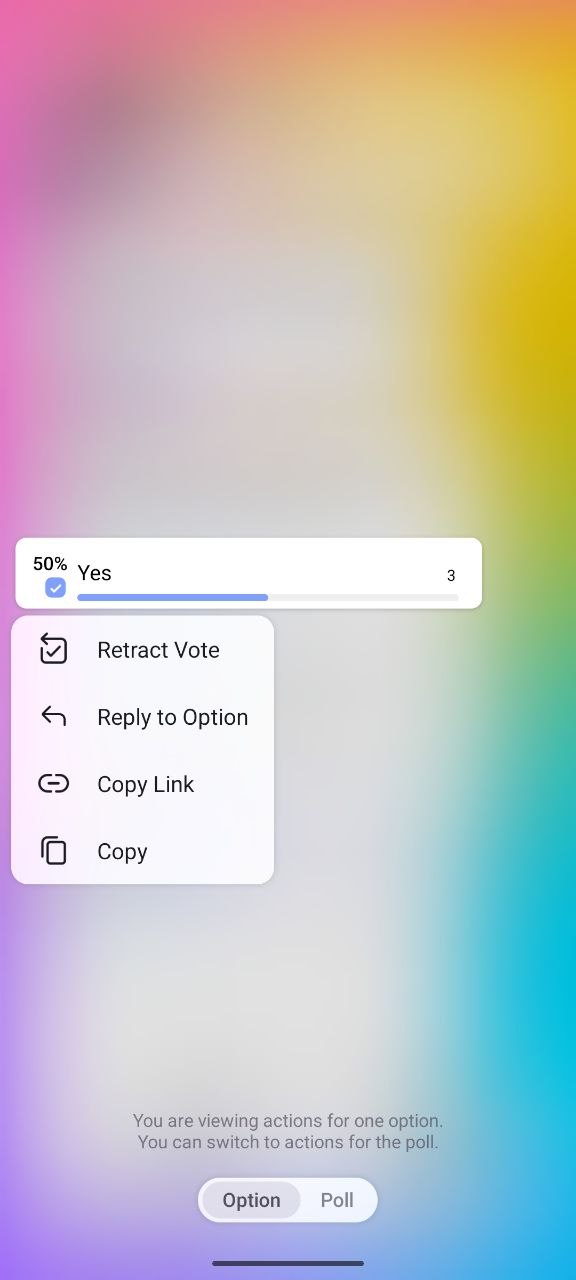 50%
Yes
3
Retract Vote
Reply to Option
Copy Link
Copy
You are viewing actions for one option.
You can switch to actions for the poll.
Option
Poll